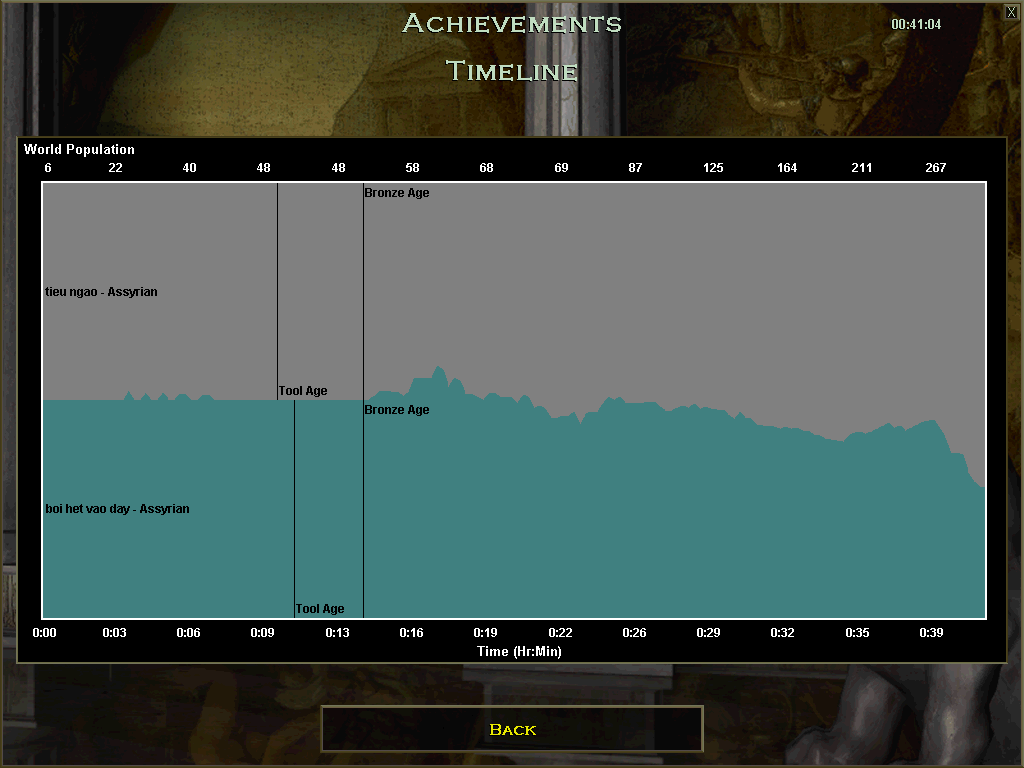 Achievements
00:41:04
X
Timeline
World Population
6 22 40 48 48 58 68 69 87 125 164 211 267
Bronze Age
tieu ngao - Assyrian
Tool Age
Bronze Age
boi het vao day - Assyrian
Tool Age
0:00 0:03 0:06 0:09 0:13 0:16 0:19 0:22 0:26 0:29 0:32 0:35 0:39
Time (Hr:Min)
Back